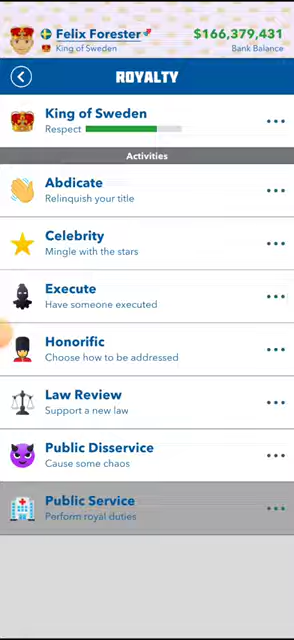 Felix Forester
King of Sweden
$166,379,431
Bank Balance
ROYALTY
King of Sweden
Respect
Activities
Abdicate
Relinquish your title
Celebrity
Mingle with the stars
Execute
Have someone executed
Honorific
Choose how to be addressed
Law Review
Support a new law
Public Disservice
Cause some chaos
Public Service
Perform royal duties